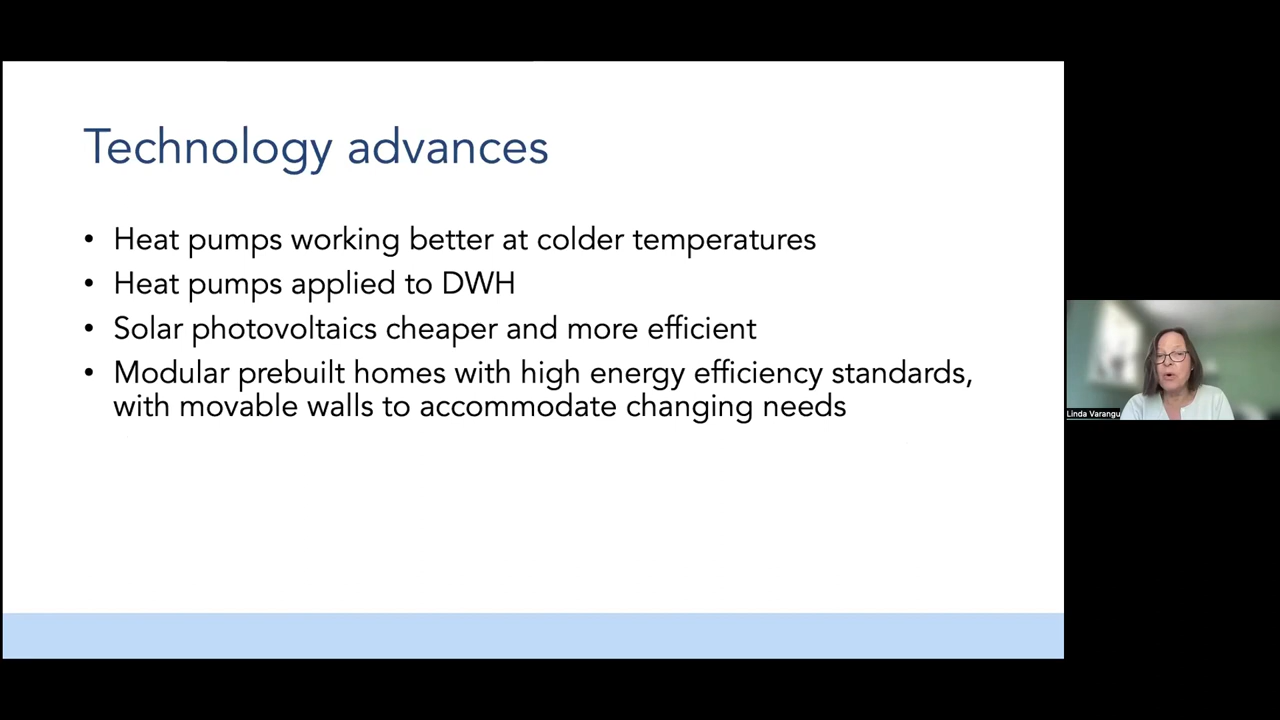 Technology advances
• Heat pumps working better at colder temperatures
• Heat pumps applied to DWH
• Solar photovoltaics cheaper and more efficient
• Modular prebuilt homes with high energy efficiency standards,
with movable walls to accommodate changing needs
Linda Varangu